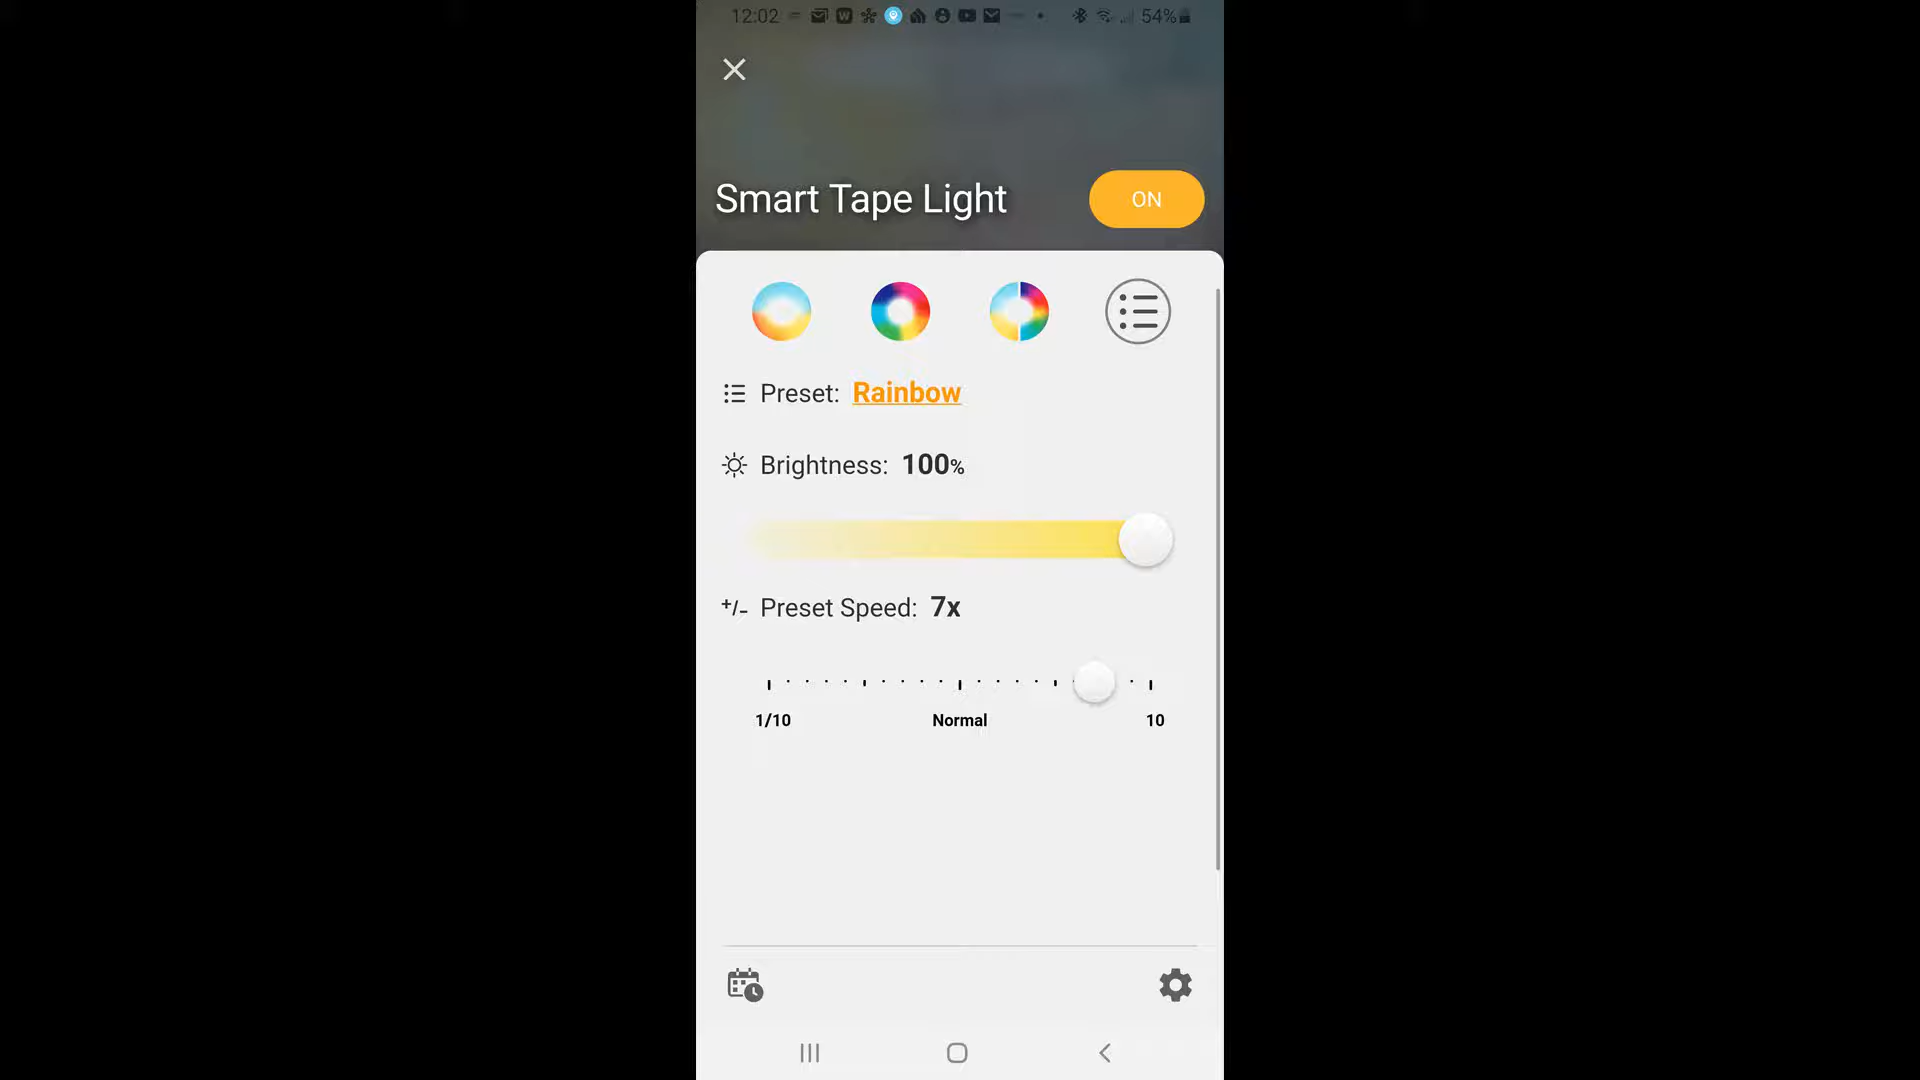 12:02 54%
Smart Tape Light ON
Preset: Rainbow
Brightness: 100%
+/- Preset Speed: 7x
1/10 Normal 10